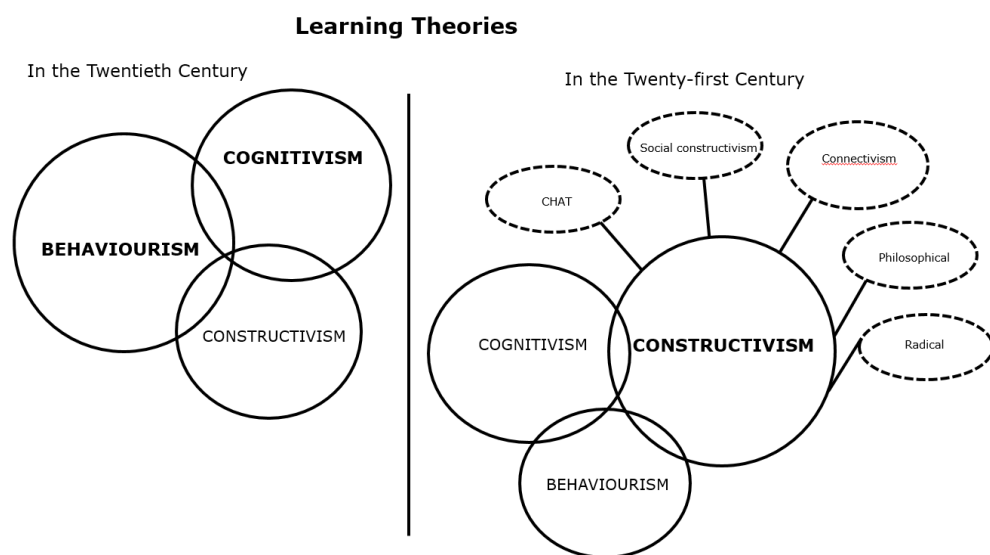 Learning Theories
In the Twentieth Century
COGNITIVISM
BEHAVIOURISM
CONSTRUCTIVISM
In the Twenty-first Century
Social constructivism
Connectivism
CHAT
Philosophical
Radical
COGNITIVISM
CONSTRUCTIVISM
BEHAVIOURISM